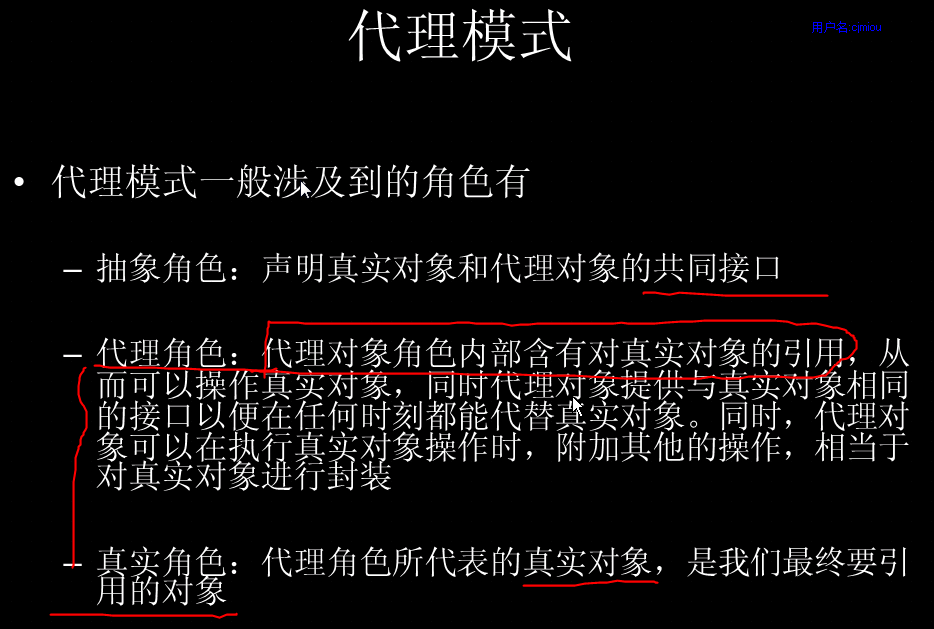 代理模式
用户名 cjmiou
• 代理模式一般涉及到的角色有
– 抽象角色：声明真实对象和代理对象的共同接口
– 代理角色：代理对象角色内部含有对真实对象的引用，从
而可以操作真实对象，同时代理对象提供与真实对象相同
的接口以便在任何时刻都能代替真实对象。同时，代理对
象可以在执行真实对象操作时，附加其他的操作，相当于
对真实对象进行封装
– 真实角色：代理角色所代表的真实对象，是我们最终要引
用的对象